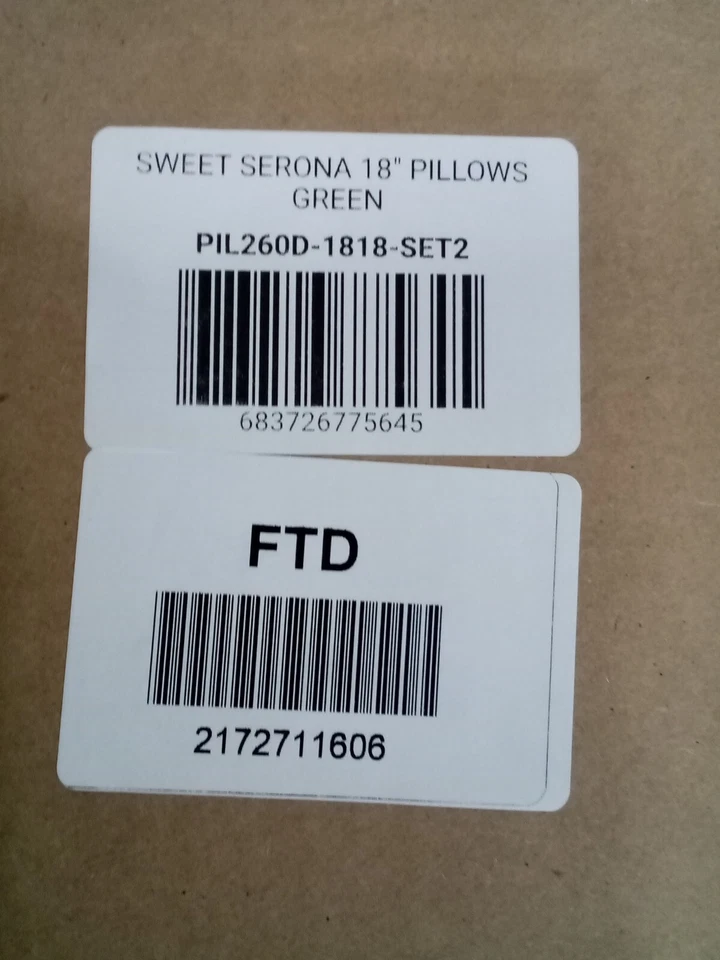 SWEET SERONA 18" PILLOWS
GREEN
PIL260D-1818-SET2
683726775645
FTD
2172711606